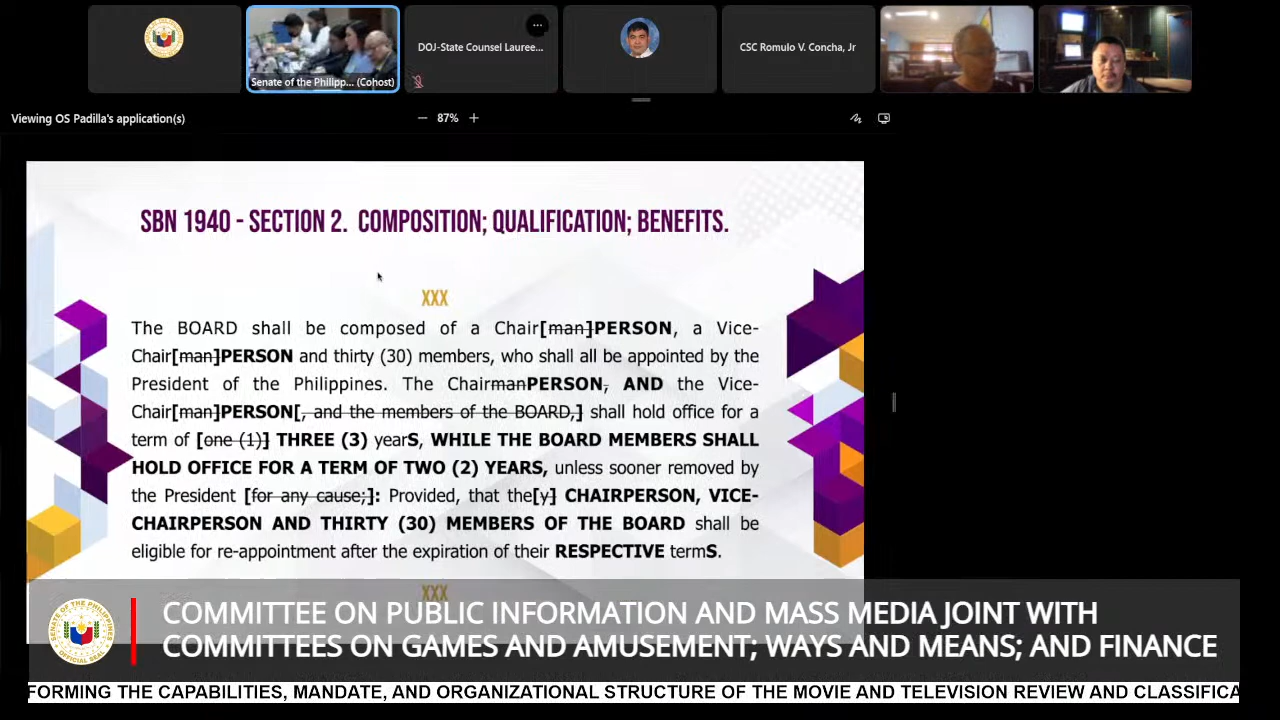 DOJ-State Counsel Lauree...
CSC Romulo V. Concha, Jr
Senate of the Philipp... (Cohost)
Viewing OS Padilla's application(s)
87%
SBN 1940 - SECTION 2. COMPOSITION; QUALIFICATION; BENEFITS.
XXX
The BOARD shall be composed of a Chair[man]PERSON, a Vice-
Chair[man]PERSON and thirty (30) members, who shall all be appointed by the
President of the Philippines. The ChairmanPERSON, AND the Vice-
Chair[man]PERSON[, and the members of the BOARD,] shall hold office for a
term of [one (1)] THREE (3) yearS, WHILE THE BOARD MEMBERS SHALL
HOLD OFFICE FOR A TERM OF TWO (2) YEARS, unless sooner removed by
the President [for any cause;]: Provided, that the[y] CHAIRPERSON, VICE-
CHAIRPERSON AND THIRTY (30) MEMBERS OF THE BOARD shall be
eligible for re-appointment after the expiration of their RESPECTIVE termS.
XXX
SENATE OF THE PHILIPPINES
OFFICIAL SEAL
COMMITTEE ON PUBLIC INFORMATION AND MASS MEDIA JOINT WITH
COMMITTEES ON GAMES AND AMUSEMENT; WAYS AND MEANS; AND FINANCE
FORMING THE CAPABILITIES, MANDATE, AND ORGANIZATIONAL STRUCTURE OF THE MOVIE AND TELEVISION REVIEW AND CLASSIFICA